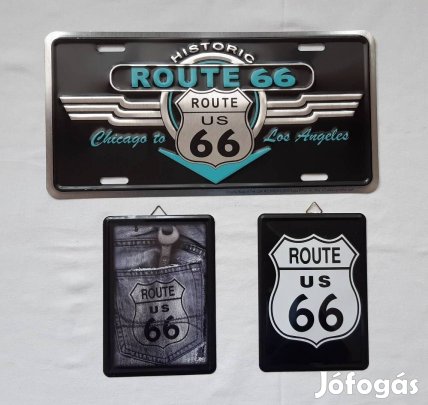 HISTORIC
ROUTE 66
ROUTE
US
66
Chicago to Los Angeles
ROUTE
US
66
ROUTE
US
66
Jófogás